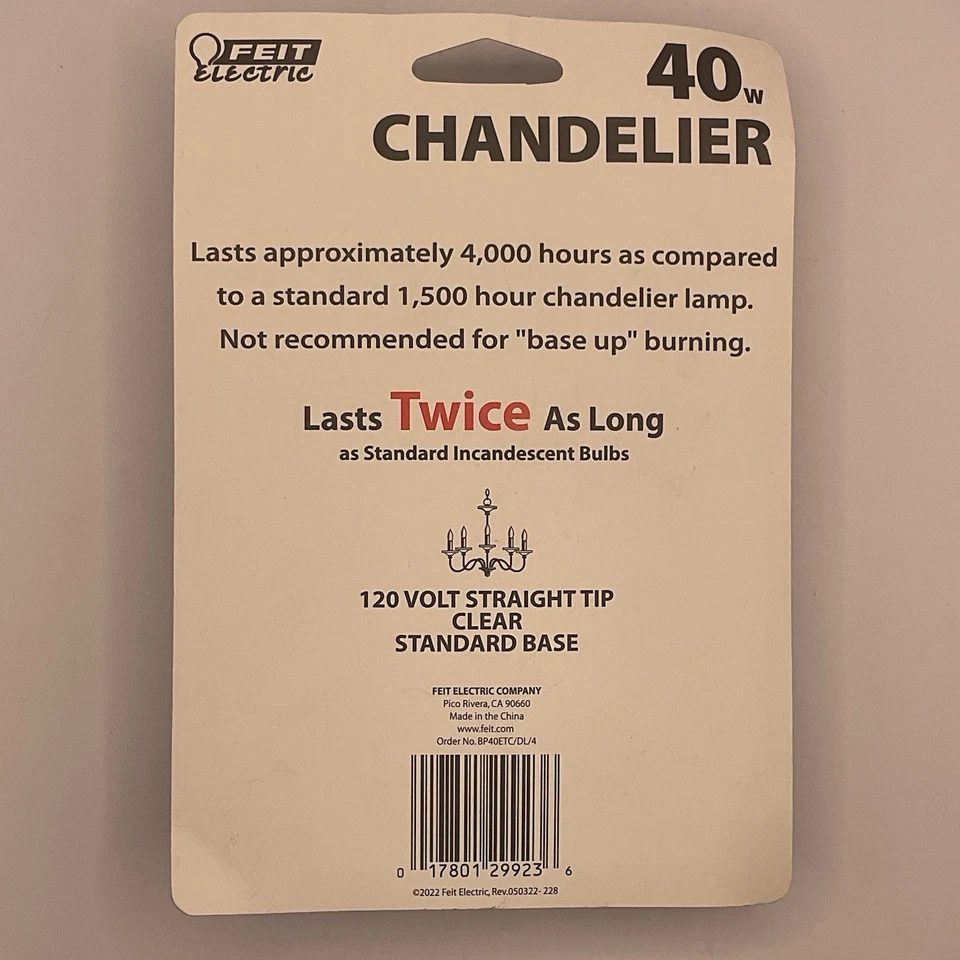 FEIT
Electric
40w
CHANDELIER
Lasts approximately 4,000 hours as compared
to a standard 1,500 hour chandelier lamp.
Not recommended for "base up" burning.
Lasts Twice As Long
as Standard Incandescent Bulbs
120 VOLT STRAIGHT TIP
CLEAR
STANDARD BASE
FEIT ELECTRIC COMPANY
Pico Rivera, CA 90660
Made in the China
www.feit.com
Order No. BP40ETC/DL/4
0 17801 29923 6
©2022 Feit Electric, Rev.050322- 228